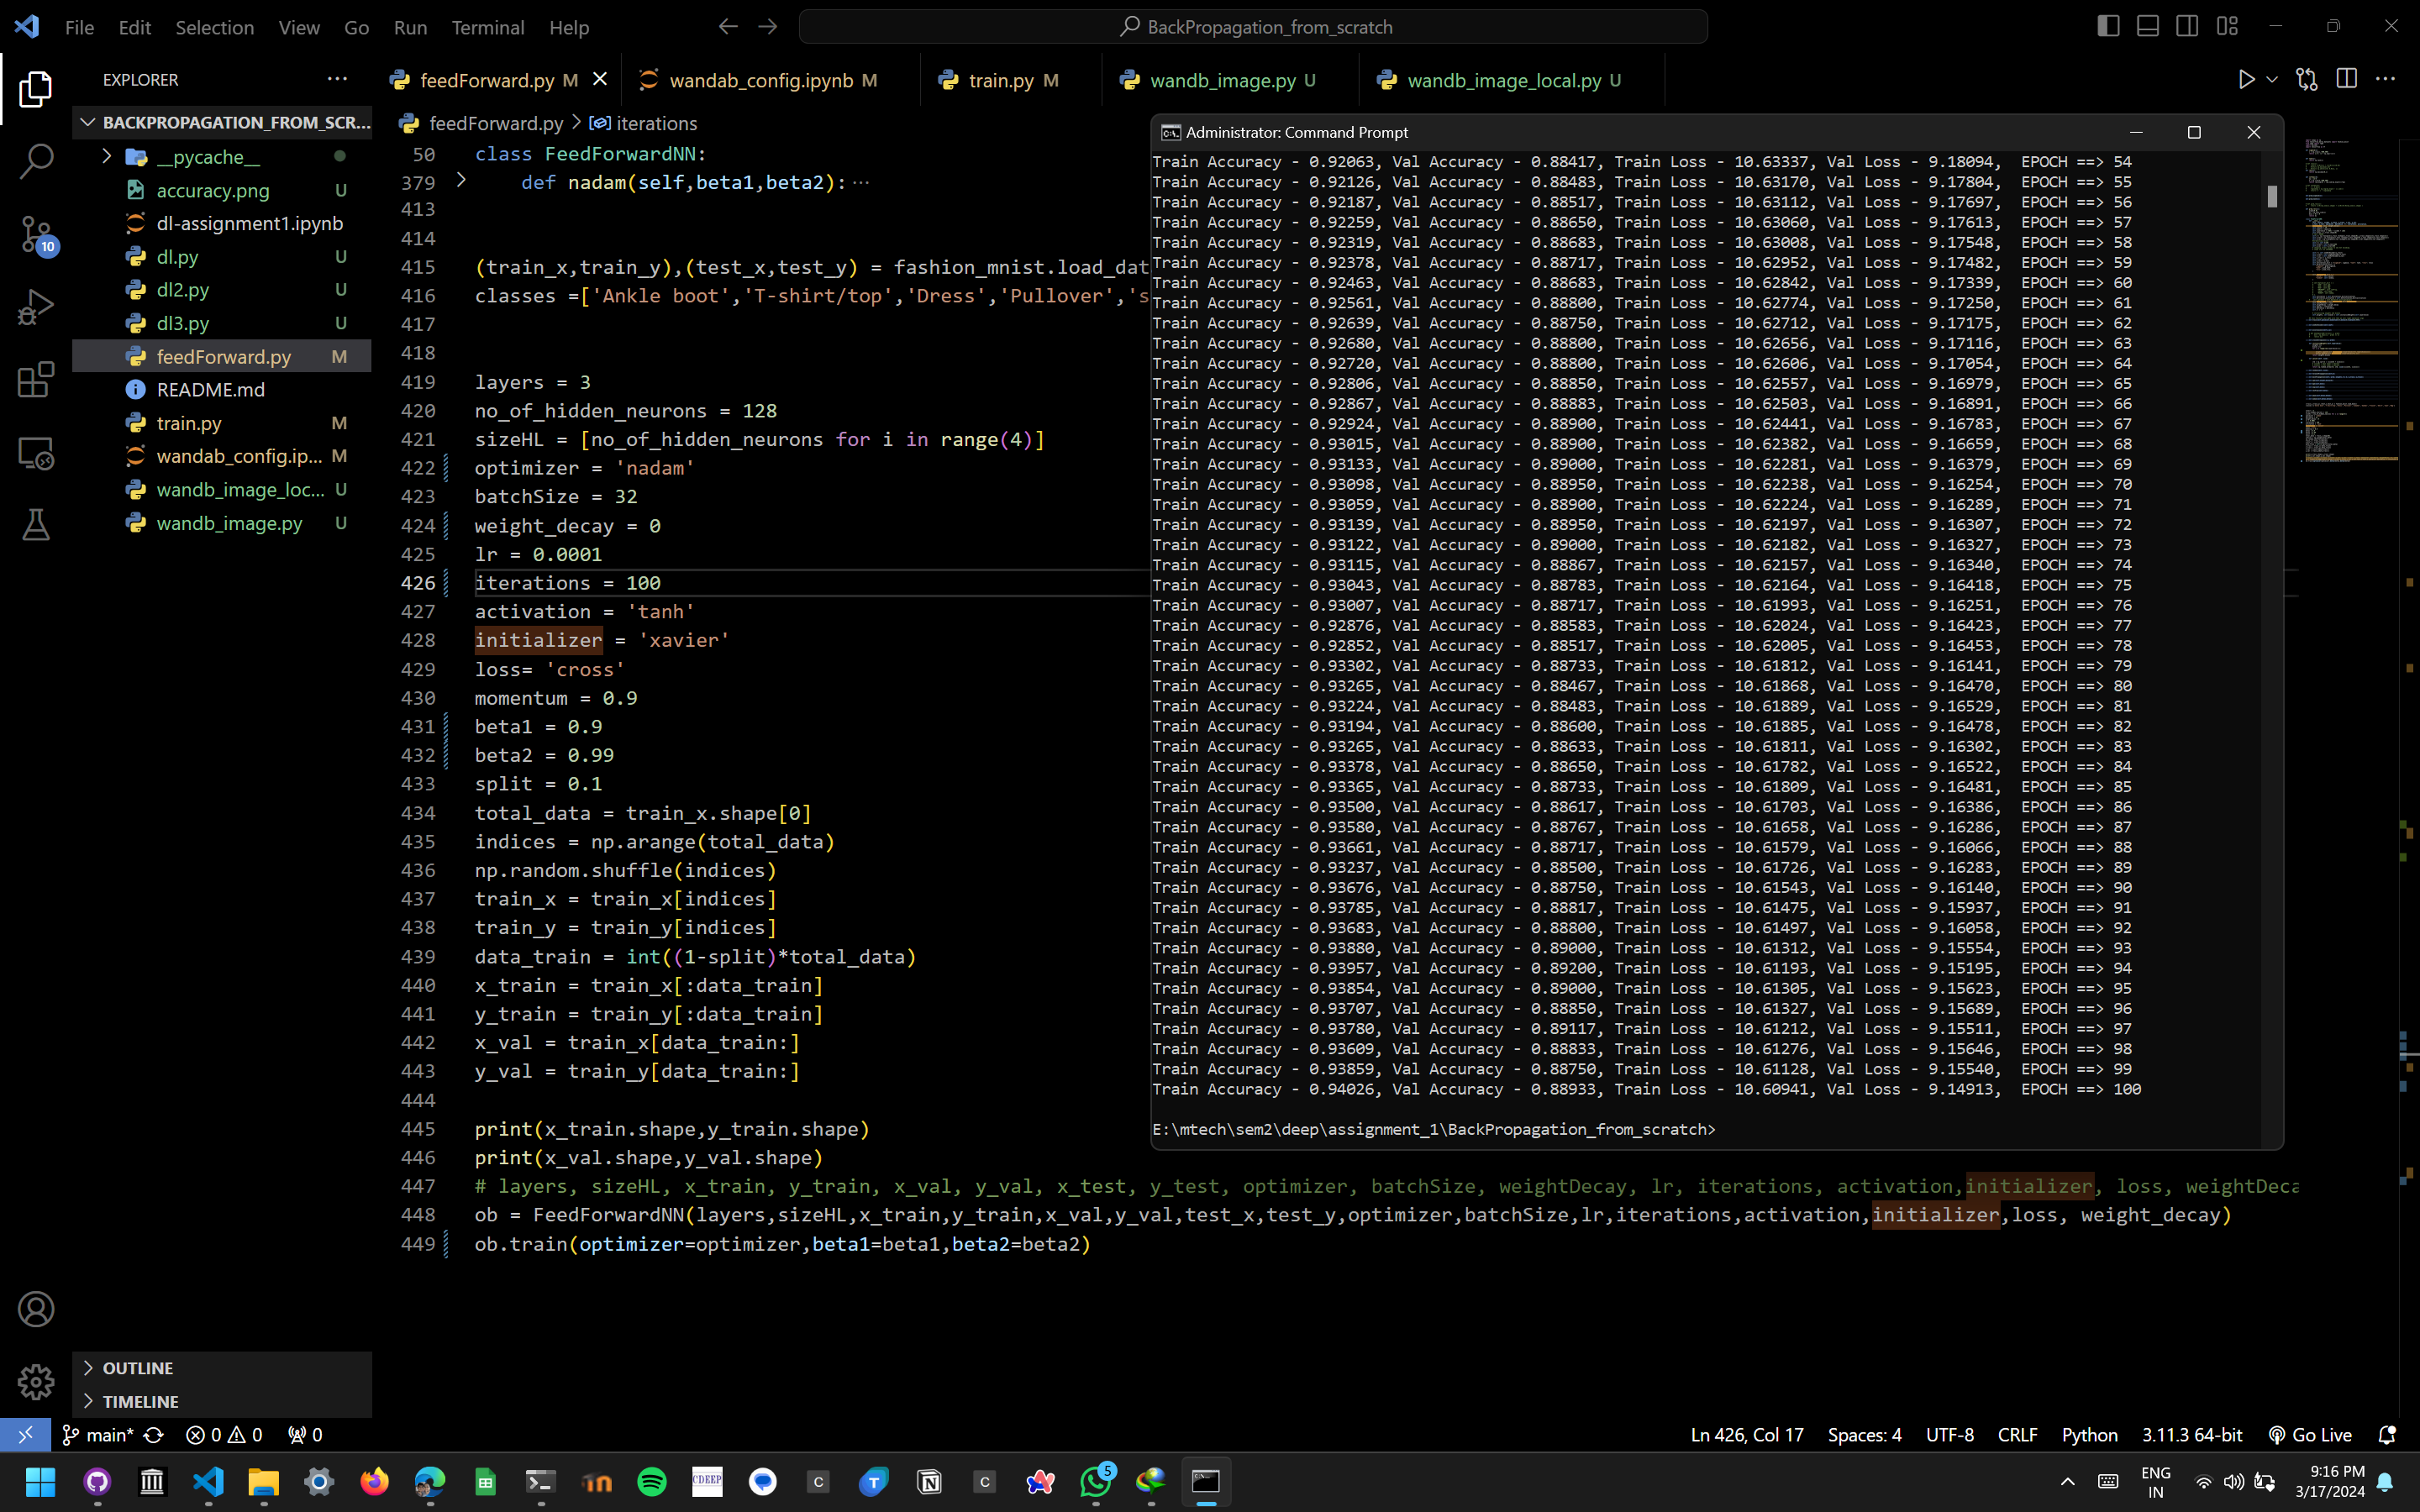 File Edit Selection View Go Run Terminal Help
BackPropagation_from_scratch
EXPLORER
BACKPROPAGATION_FROM_SCR...
__pycache__
accuracy.png U
dl-assignment1.ipynb
dl.py U
dl2.py U
dl3.py U
feedForward.py M
README.md
train.py M
wandab_config.ip... M
wandb_image_loc... U
wandb_image.py U
10
OUTLINE
TIMELINE
feedForward.py M
wandab_config.ipynb M
train.py M
wandb_image.py U
wandb_image_local.py U
feedForward.py > iterations
50 class FeedForwardNN:
379 def nadam(self,beta1,beta2):···
413
414
415 (train_x,train_y),(test_x,test_y) = fashion_mnist.load_dat
416 classes =['Ankle boot','T-shirt/top','Dress','Pullover','s
417
418
419 layers = 3
420 no_of_hidden_neurons = 128
421 sizeHL = [no_of_hidden_neurons for i in range(4)]
422 optimizer = 'nadam'
423 batchSize = 32
424 weight_decay = 0
425 lr = 0.0001
426 iterations = 100
427 activation = 'tanh'
428 initializer = 'xavier'
429 loss= 'cross'
430 momentum = 0.9
431 beta1 = 0.9
432 beta2 = 0.99
433 split = 0.1
434 total_data = train_x.shape[0]
435 indices = np.arange(total_data)
436 np.random.shuffle(indices)
437 train_x = train_x[indices]
438 train_y = train_y[indices]
439 data_train = int((1-split)*total_data)
440 x_train = train_x[:data_train]
441 y_train = train_y[:data_train]
442 x_val = train_x[data_train:]
443 y_val = train_y[data_train:]
444
445 print(x_train.shape,y_train.shape)
446 print(x_val.shape,y_val.shape)
447 # layers, sizeHL, x_train, y_train, x_val, y_val, x_test, y_test, optimizer, batchSize, weightDecay, lr, iterations, activation,initializer, loss, weightDeca
448 ob = FeedForwardNN(layers,sizeHL,x_train,y_train,x_val,y_val,test_x,test_y,optimizer,batchSize,lr,iterations,activation,initializer,loss, weight_decay)
449 ob.train(optimizer=optimizer,beta1=beta1,beta2=beta2)
Administrator: Command Prompt
Train Accuracy - 0.92063, Val Accuracy - 0.88417, Train Loss - 10.63337, Val Loss - 9.18094, EPOCH ==> 54
Train Accuracy - 0.92126, Val Accuracy - 0.88483, Train Loss - 10.63170, Val Loss - 9.17804, EPOCH ==> 55
Train Accuracy - 0.92187, Val Accuracy - 0.88517, Train Loss - 10.63112, Val Loss - 9.17697, EPOCH ==> 56
Train Accuracy - 0.92259, Val Accuracy - 0.88650, Train Loss - 10.63060, Val Loss - 9.17613, EPOCH ==> 57
Train Accuracy - 0.92319, Val Accuracy - 0.88683, Train Loss - 10.63008, Val Loss - 9.17548, EPOCH ==> 58
Train Accuracy - 0.92378, Val Accuracy - 0.88717, Train Loss - 10.62952, Val Loss - 9.17482, EPOCH ==> 59
Train Accuracy - 0.92463, Val Accuracy - 0.88683, Train Loss - 10.62842, Val Loss - 9.17339, EPOCH ==> 60
Train Accuracy - 0.92561, Val Accuracy - 0.88800, Train Loss - 10.62774, Val Loss - 9.17250, EPOCH ==> 61
Train Accuracy - 0.92639, Val Accuracy - 0.88750, Train Loss - 10.62712, Val Loss - 9.17175, EPOCH ==> 62
Train Accuracy - 0.92680, Val Accuracy - 0.88800, Train Loss - 10.62656, Val Loss - 9.17116, EPOCH ==> 63
Train Accuracy - 0.92720, Val Accuracy - 0.88800, Train Loss - 10.62606, Val Loss - 9.17054, EPOCH ==> 64
Train Accuracy - 0.92806, Val Accuracy - 0.88850, Train Loss - 10.62557, Val Loss - 9.16979, EPOCH ==> 65
Train Accuracy - 0.92867, Val Accuracy - 0.88883, Train Loss - 10.62503, Val Loss - 9.16891, EPOCH ==> 66
Train Accuracy - 0.92924, Val Accuracy - 0.88900, Train Loss - 10.62441, Val Loss - 9.16783, EPOCH ==> 67
Train Accuracy - 0.93015, Val Accuracy - 0.88900, Train Loss - 10.62382, Val Loss - 9.16659, EPOCH ==> 68
Train Accuracy - 0.93133, Val Accuracy - 0.89000, Train Loss - 10.62281, Val Loss - 9.16379, EPOCH ==> 69
Train Accuracy - 0.93098, Val Accuracy - 0.88950, Train Loss - 10.62238, Val Loss - 9.16254, EPOCH ==> 70
Train Accuracy - 0.93059, Val Accuracy - 0.88900, Train Loss - 10.62224, Val Loss - 9.16289, EPOCH ==> 71
Train Accuracy - 0.93139, Val Accuracy - 0.88950, Train Loss - 10.62197, Val Loss - 9.16307, EPOCH ==> 72
Train Accuracy - 0.93122, Val Accuracy - 0.89000, Train Loss - 10.62182, Val Loss - 9.16327, EPOCH ==> 73
Train Accuracy - 0.93115, Val Accuracy - 0.88867, Train Loss - 10.62157, Val Loss - 9.16340, EPOCH ==> 74
Train Accuracy - 0.93043, Val Accuracy - 0.88783, Train Loss - 10.62164, Val Loss - 9.16418, EPOCH ==> 75
Train Accuracy - 0.93007, Val Accuracy - 0.88717, Train Loss - 10.61993, Val Loss - 9.16251, EPOCH ==> 76
Train Accuracy - 0.92876, Val Accuracy - 0.88583, Train Loss - 10.62024, Val Loss - 9.16423, EPOCH ==> 77
Train Accuracy - 0.92852, Val Accuracy - 0.88517, Train Loss - 10.62005, Val Loss - 9.16453, EPOCH ==> 78
Train Accuracy - 0.93302, Val Accuracy - 0.88733, Train Loss - 10.61812, Val Loss - 9.16141, EPOCH ==> 79
Train Accuracy - 0.93265, Val Accuracy - 0.88467, Train Loss - 10.61868, Val Loss - 9.16470, EPOCH ==> 80
Train Accuracy - 0.93224, Val Accuracy - 0.88483, Train Loss - 10.61889, Val Loss - 9.16529, EPOCH ==> 81
Train Accuracy - 0.93194, Val Accuracy - 0.88600, Train Loss - 10.61885, Val Loss - 9.16478, EPOCH ==> 82
Train Accuracy - 0.93265, Val Accuracy - 0.88633, Train Loss - 10.61811, Val Loss - 9.16302, EPOCH ==> 83
Train Accuracy - 0.93378, Val Accuracy - 0.88650, Train Loss - 10.61782, Val Loss - 9.16522, EPOCH ==> 84
Train Accuracy - 0.93365, Val Accuracy - 0.88733, Train Loss - 10.61809, Val Loss - 9.16481, EPOCH ==> 85
Train Accuracy - 0.93500, Val Accuracy - 0.88617, Train Loss - 10.61703, Val Loss - 9.16386, EPOCH ==> 86
Train Accuracy - 0.93580, Val Accuracy - 0.88767, Train Loss - 10.61658, Val Loss - 9.16286, EPOCH ==> 87
Train Accuracy - 0.93661, Val Accuracy - 0.88717, Train Loss - 10.61579, Val Loss - 9.16066, EPOCH ==> 88
Train Accuracy - 0.93237, Val Accuracy - 0.88500, Train Loss - 10.61726, Val Loss - 9.16283, EPOCH ==> 89
Train Accuracy - 0.93676, Val Accuracy - 0.88750, Train Loss - 10.61543, Val Loss - 9.16140, EPOCH ==> 90
Train Accuracy - 0.93785, Val Accuracy - 0.88817, Train Loss - 10.61475, Val Loss - 9.15937, EPOCH ==> 91
Train Accuracy - 0.93683, Val Accuracy - 0.88800, Train Loss - 10.61497, Val Loss - 9.16058, EPOCH ==> 92
Train Accuracy - 0.93880, Val Accuracy - 0.89000, Train Loss - 10.61312, Val Loss - 9.15554, EPOCH ==> 93
Train Accuracy - 0.93957, Val Accuracy - 0.89200, Train Loss - 10.61193, Val Loss - 9.15195, EPOCH ==> 94
Train Accuracy - 0.93854, Val Accuracy - 0.89000, Train Loss - 10.61305, Val Loss - 9.15623, EPOCH ==> 95
Train Accuracy - 0.93707, Val Accuracy - 0.88850, Train Loss - 10.61327, Val Loss - 9.15689, EPOCH ==> 96
Train Accuracy - 0.93780, Val Accuracy - 0.89117, Train Loss - 10.61212, Val Loss - 9.15511, EPOCH ==> 97
Train Accuracy - 0.93609, Val Accuracy - 0.88833, Train Loss - 10.61276, Val Loss - 9.15646, EPOCH ==> 98
Train Accuracy - 0.93859, Val Accuracy - 0.88750, Train Loss - 10.61128, Val Loss - 9.15540, EPOCH ==> 99
Train Accuracy - 0.94026, Val Accuracy - 0.88933, Train Loss - 10.60941, Val Loss - 9.14913, EPOCH ==> 100
E:\mtech\sem2\deep\assignment_1\BackPropagation_from_scratch>
main* 0 0 0
Ln 426, Col 17 Spaces: 4 UTF-8 CRLF Python 3.11.3 64-bit Go Live
CDEEP
C
T
C
5
ENG
IN
9:16 PM
3/17/2024